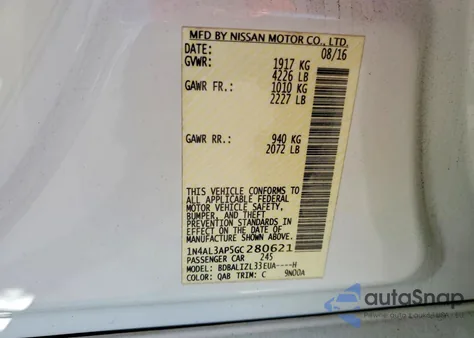 MFD BY NISSAN MOTOR CO., LTD.
DATE: 08/16
GVWR: 1917 KG
4226 LB
GAWR FR.: 1010 KG
2227 LB
GAWR RR.: 940 KG
2072 LB
THIS VEHICLE CONFORMS TO
ALL APPLICABLE FEDERAL
MOTOR VEHICLE SAFETY,
BUMPER, AND THEFT
PREVENTION STANDARDS IN
EFFECT ON THE DATE OF
MANUFACTURE SHOWN ABOVE.
1N4AL3AP5GC280621
PASSENGER CAR 245
MODEL: BDBALIZL33EUA----H
COLOR: QAB TRIM: C 9N00A
autoSnap